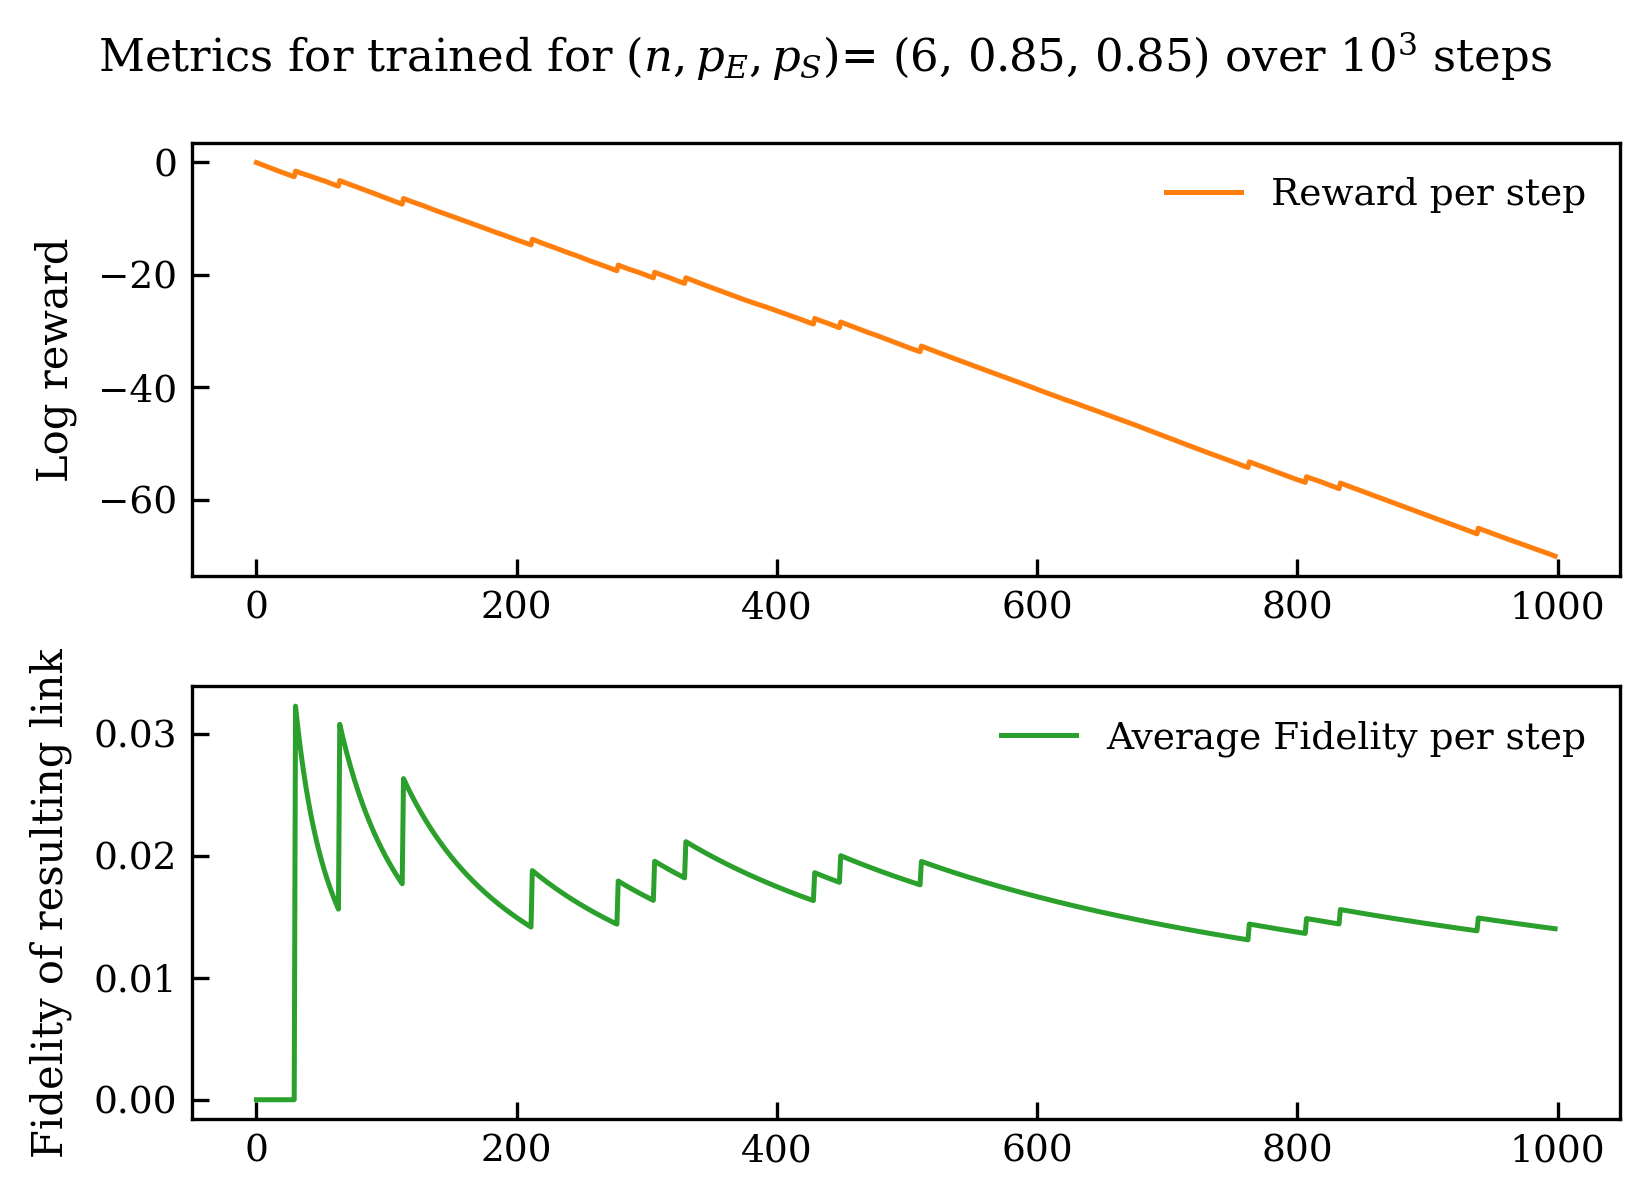 Metrics for trained for (n, p_E, p_S)= (6, 0.85, 0.85) over 10³ steps
Log reward
0
−20
−40
−60
Reward per step
0 200 400 600 800 1000
Fidelity of resulting link
0.03
0.02
0.01
0.00
Average Fidelity per step
0 200 400 600 800 1000